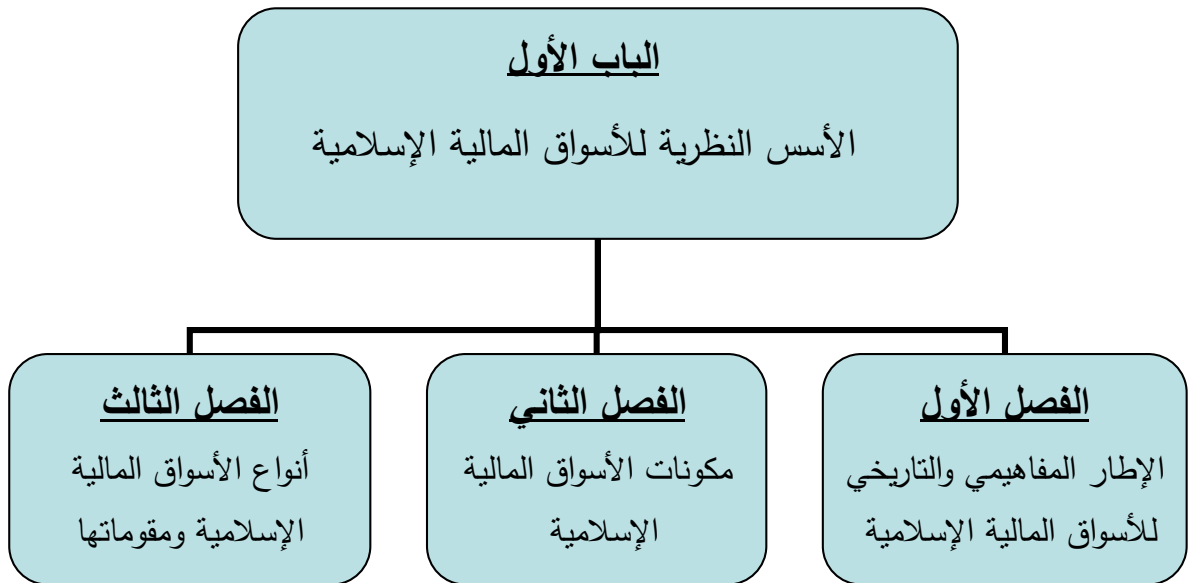 الباب الأول
الأسس النظرية للأسواق المالية الإسلامية
الفصل الأول
الإطار المفاهيمي والتاريخي
للأسواق المالية الإسلامية
الفصل الثاني
مكونات الأسواق المالية
الإسلامية
الفصل الثالث
أنواع الأسواق المالية
الإسلامية ومقوماتها